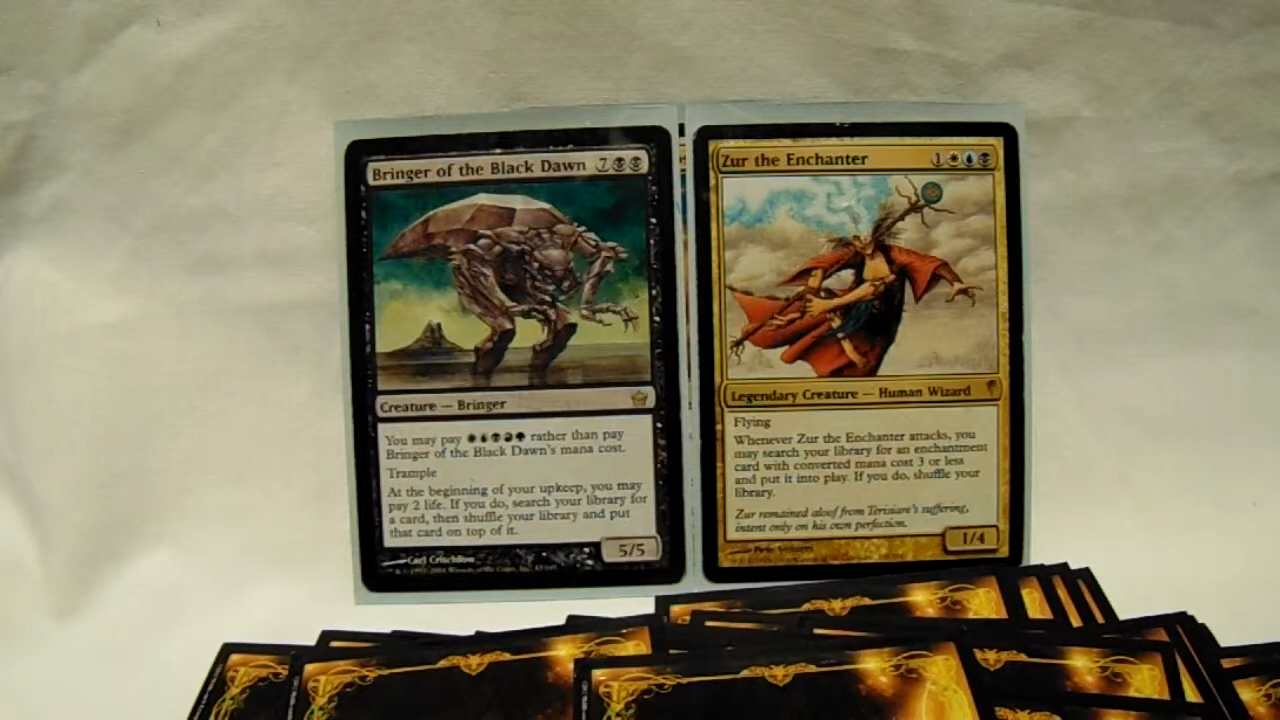 Bringer of the Black Dawn 7
Creature — Bringer
You may pay rather than pay
Bringer of the Black Dawn's mana cost.
Trample
At the beginning of your upkeep, you may
pay 2 life. If you do, search your library for
a card, then shuffle your library and put
that card on top of it.
5/5
Carl Critchlow
Zur the Enchanter 1
Legendary Creature — Human Wizard
Flying
Whenever Zur the Enchanter attacks, you
may search your library for an enchantment
card with converted mana cost 3 or less
and put it into play. If you do, shuffle your
library.
Zur remained aloof from Terisiare's suffering,
intent only on his own perfection.
1/4